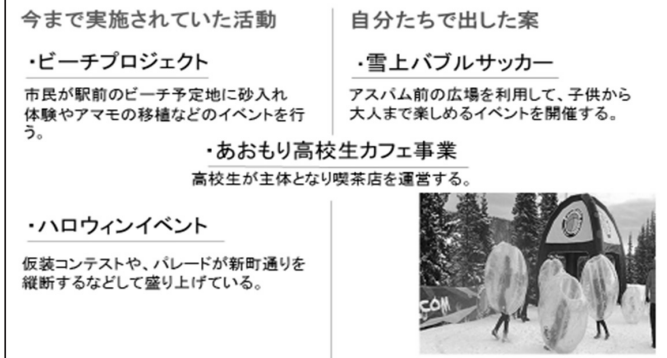 今まで実施されていた活動
・ビーチプロジェクト
市民が駅前のビーチ予定地に砂入れ
体験やアマモの移植などのイベントを行
う。
自分たちで出した案
・雪上バブルサッカー
アスパム前の広場を利用して、子供から
大人まで楽しめるイベントを開催する。
・あおもり高校生カフェ事業
高校生が主体となり喫茶店を運営する。
・ハロウィンイベント
仮装コンテストや、パレードが新町通りを
縦断するなどして盛り上げている。
.COM